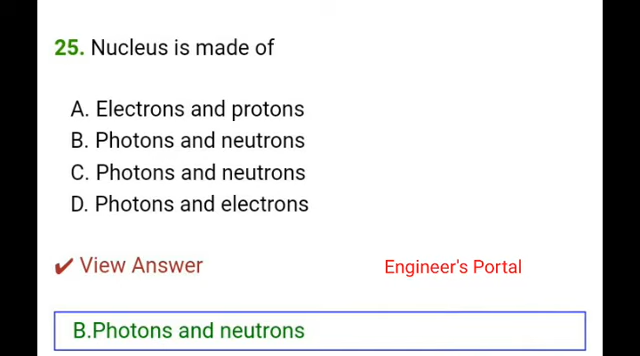 25. Nucleus is made of
A. Electrons and protons
B. Photons and neutrons
C. Photons and neutrons
D. Photons and electrons
✔ View Answer
Engineer's Portal
B.Photons and neutrons